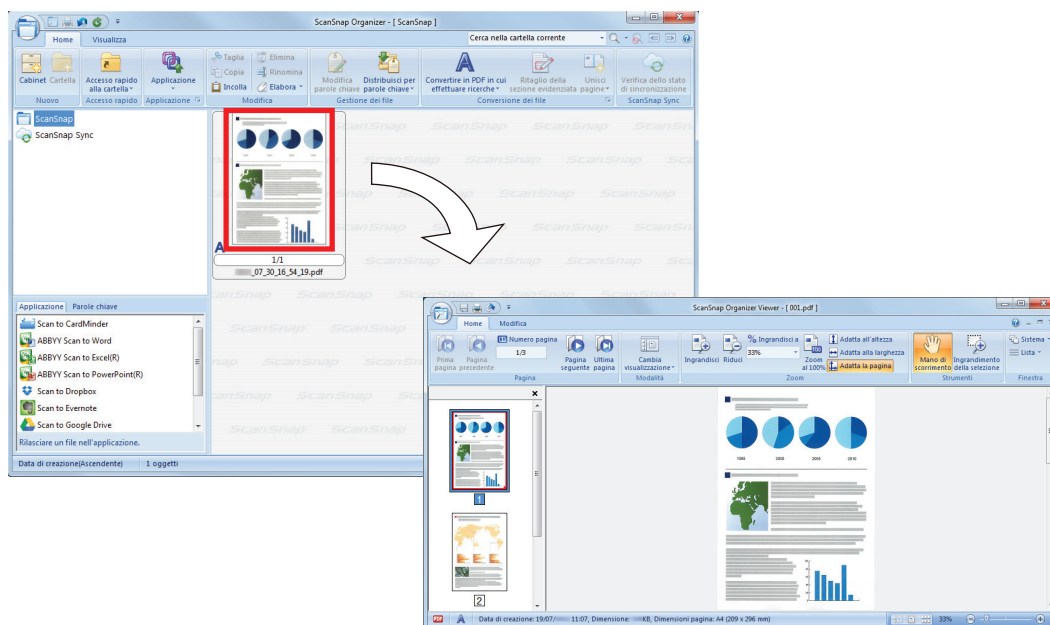 ScanSnap Organizer - [ ScanSnap ]
Home Visualizza
Cerca nella cartella corrente
Cabinet Cartella
Nuovo
Accesso rapido
alla cartella
Accesso rapido
Applicazione
Applicazione
Taglia
Copia
Incolla
Elimina
Rinomina
Elabora
Modifica
Modifica
parole chiave
Distribuisci per
parole chiave
Gestione dei file
Convertire in PDF in cui
effettuare ricerche
Ritaglio della
sezione evidenziata
Unisci
pagine
Conversione dei file
Verifica dello stato
di sincronizzazione
ScanSnap Sync
ScanSnap
ScanSnap Sync
A
1/1
_07_30_16_54_19.pdf
Applicazione Parole chiave
Scan to CardMinder
ABBYY Scan to Word
ABBYY Scan to Excel(R)
ABBYY Scan to PowerPoint(R)
Scan to Dropbox
Scan to Evernote
Scan to Google Drive
Rilasciare un file nell'applicazione.
Data di creazione(Ascendente) 1 oggetti
ScanSnap Organizer Viewer - [ 001.pdf ]
Home Modifica
Prima
pagina
Pagina
precedente
Numero pagina
1/3
Pagina
seguente
Ultima
pagina
Pagina
Cambia
visualizzazione
Modalità
Ingrandisci Riduci
% Ingrandisci a
33%
Zoom
al 100%
Adatta all'altezza
Adatta alla larghezza
Adatta la pagina
Zoom
Mano di
scorrimento
Ingrandimento
della selezione
Strumenti
Sistema
Lista
Finestra
1
2
1995 2000 2005 2010
PDF A Data di creazione: 19/07/ 11:07, Dimensione: KB, Dimensioni pagina: A4 (209 x 296 mm) 33%